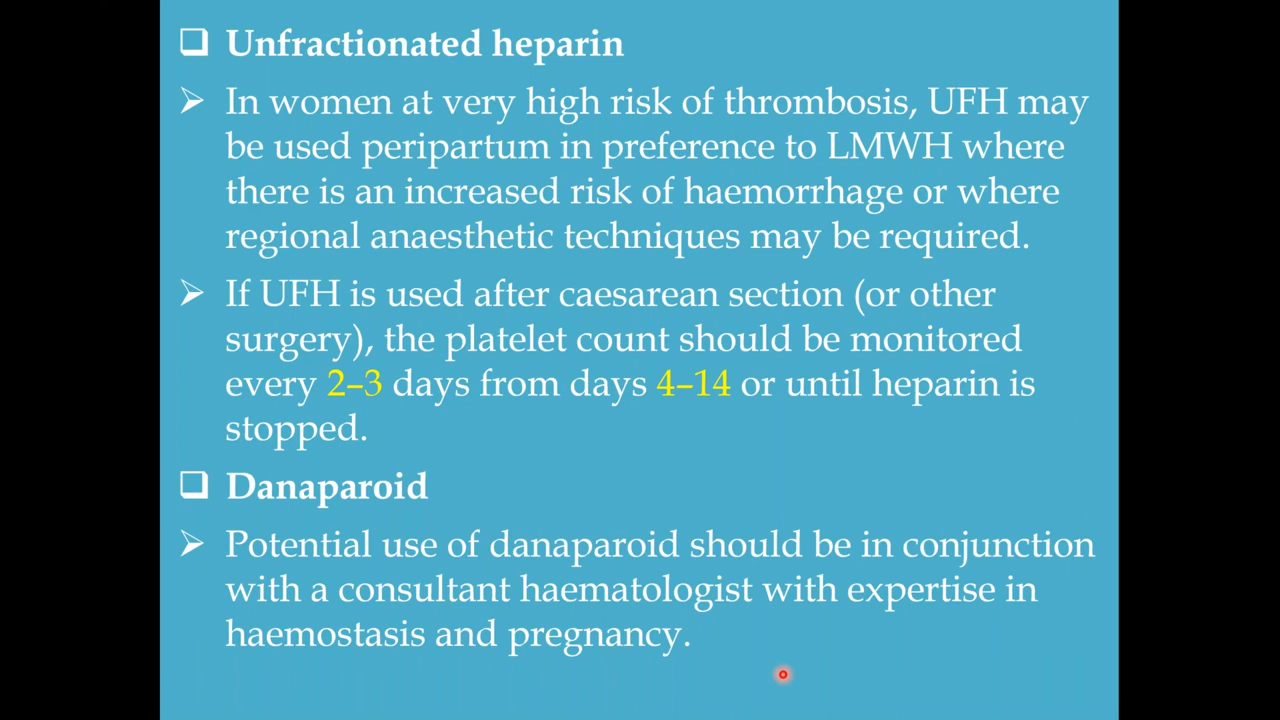 Unfractionated heparin
In women at very high risk of thrombosis, UFH may
be used peripartum in preference to LMWH where
there is an increased risk of haemorrhage or where
regional anaesthetic techniques may be required.
If UFH is used after caesarean section (or other
surgery), the platelet count should be monitored
every 2–3 days from days 4–14 or until heparin is
stopped.
Danaparoid
Potential use of danaparoid should be in conjunction
with a consultant haematologist with expertise in
haemostasis and pregnancy.